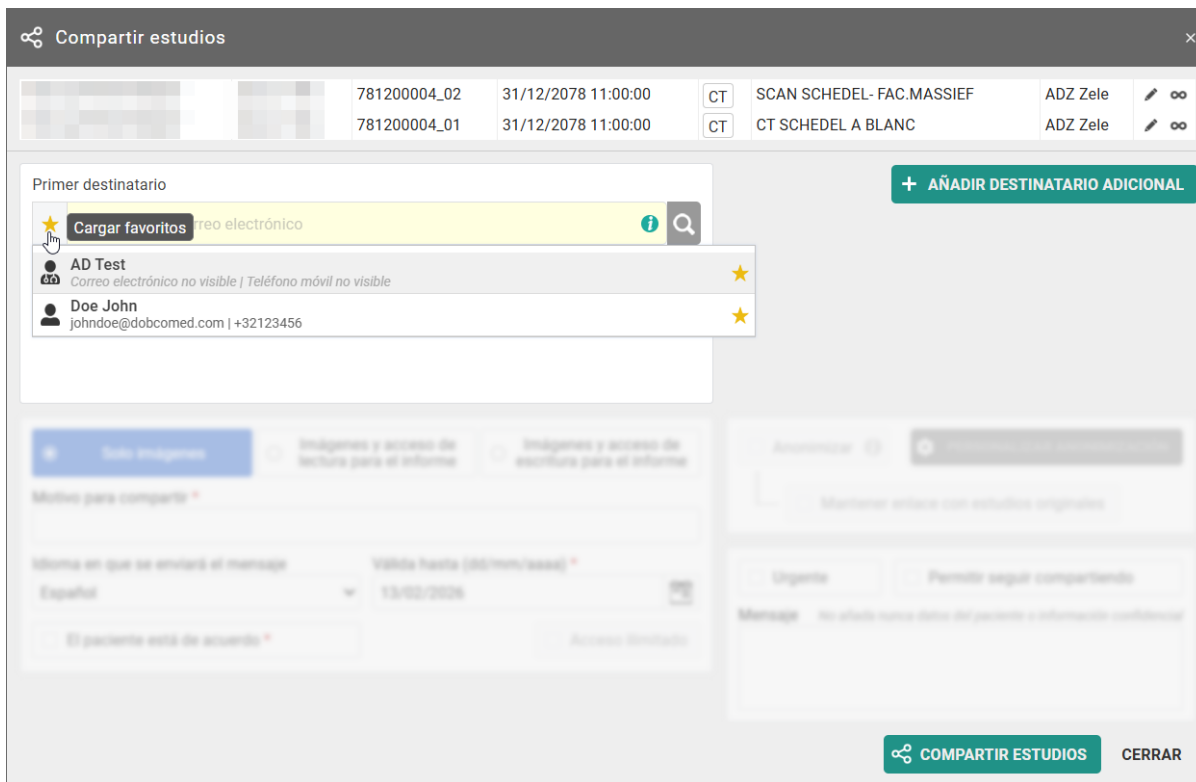 Compartir estudios
×
781200004_02 31/12/2078 11:00:00 CT SCAN SCHEDEL- FAC.MASSIEF ADZ Zele
781200004_01 31/12/2078 11:00:00 CT CT SCHEDEL A BLANC ADZ Zele
Primer destinatario
+ AÑADIR DESTINATARIO ADICIONAL
Cargar favoritos
electrónico
AD Test
Correo electrónico no visible | Teléfono móvil no visible
Doe John
johndoe@dobcomed.com | +32123456
Solo imágenes
Imágenes y acceso de
lectura para el informe
Imágenes y acceso de
escritura para el informe
Anonimizar
Motivo para compartir *
Mantener enlace con estudios originales
Idioma en que se enviará el mensaje
Válida hasta (dd/mm/aaaa) *
Español
13/02/2026
Urgente
Permitir seguir compartiendo
Mensaje No añada nunca datos del paciente o información confidencial
El paciente está de acuerdo *
Acceso ilimitado
COMPARTIR ESTUDIOS
CERRAR